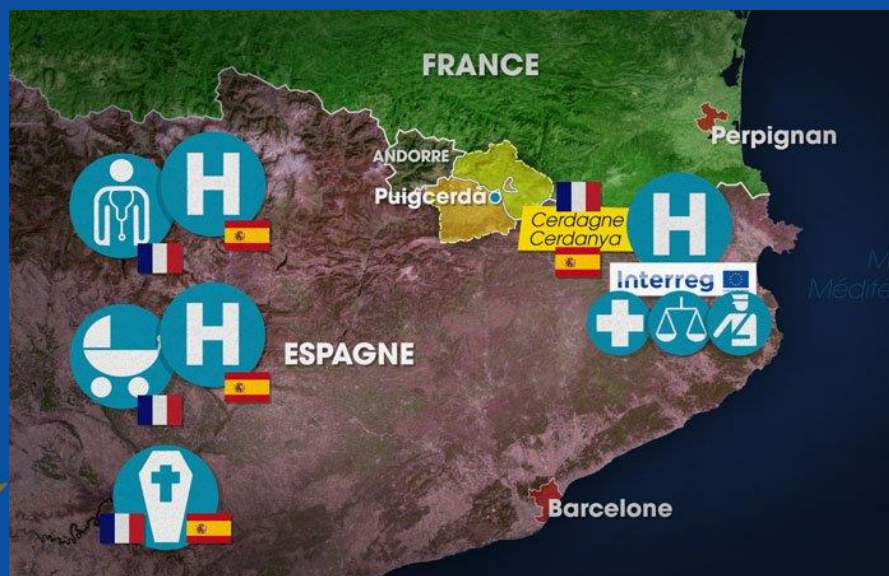 FRANCE
Perpignan
ANDORRE
Puigcerdà
H
H
Cerdagne
Cerdanya
Interreg
H
ESPAGNE
Barcelone